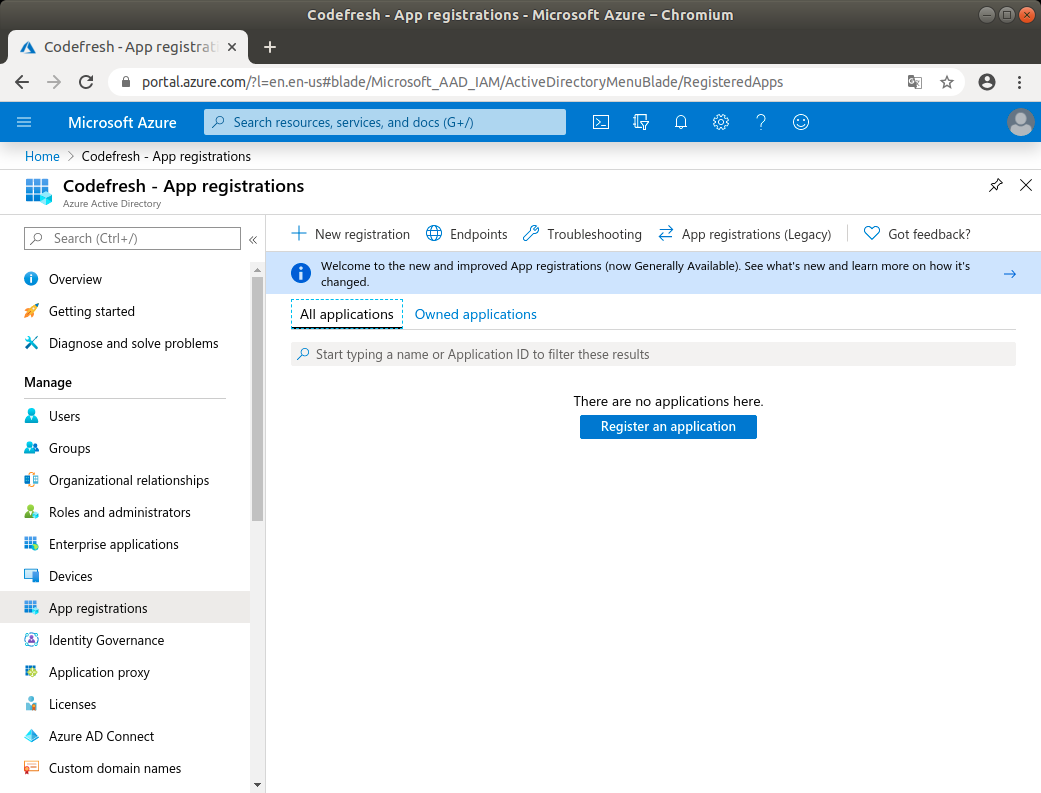 Codefresh - App registrations - Microsoft Azure – Chromium
Codefresh - App registrat
portal.azure.com/?l=en.en-us#blade/Microsoft_AAD_IAM/ActiveDirectoryMenuBlade/RegisteredApps
Microsoft Azure
Search resources, services, and docs (G+/)
Home > Codefresh - App registrations
Codefresh - App registrations
Azure Active Directory
Search (Ctrl+/)
«
Overview
Getting started
Diagnose and solve problems
Manage
Users
Groups
Organizational relationships
Roles and administrators
Enterprise applications
Devices
App registrations
Identity Governance
Application proxy
Licenses
Azure AD Connect
Custom domain names
New registration
Endpoints
Troubleshooting
App registrations (Legacy)
Got feedback?
Welcome to the new and improved App registrations (now Generally Available). See what's new and learn more on how it's
changed.
All applications
Owned applications
Start typing a name or Application ID to filter these results
There are no applications here.
Register an application